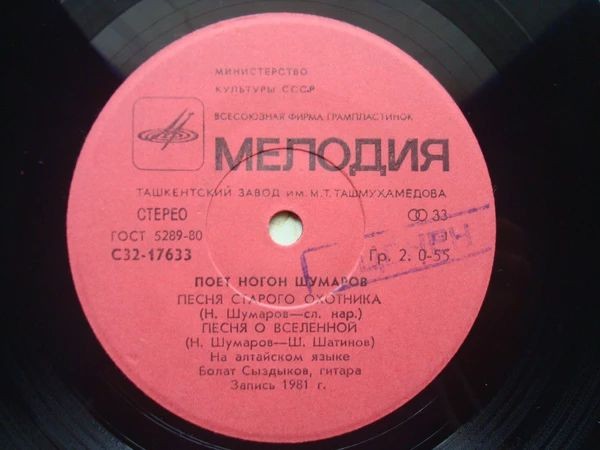 МИНИСТЕРСТВО
КУЛЬТУРЫ СССР
ВСЕСОЮЗНАЯ ФИРМА ГРАМПЛАСТИНОК
МЕЛОДИЯ
ТАШКЕНТСКИЙ ЗАВОД ИМ. М.Т. ТАШМУХАМЕДОВА
СТЕРЕО 33
ГОСТ 5289-80
С32-17633 Гр. 2. 0-55
ПОЕТ НОГОН ШУМАРОВ
ПЕСНЯ СТАРОГО ОХОТНИКА
(Н. Шумаров—сл. нар.)
ПЕСНЯ О ВСЕЛЕННОЙ
(Н. Шумаров—Ш. Шатинов)
На алтайском языке
Болат Сыздыков, гитара
Запись 1981 г.